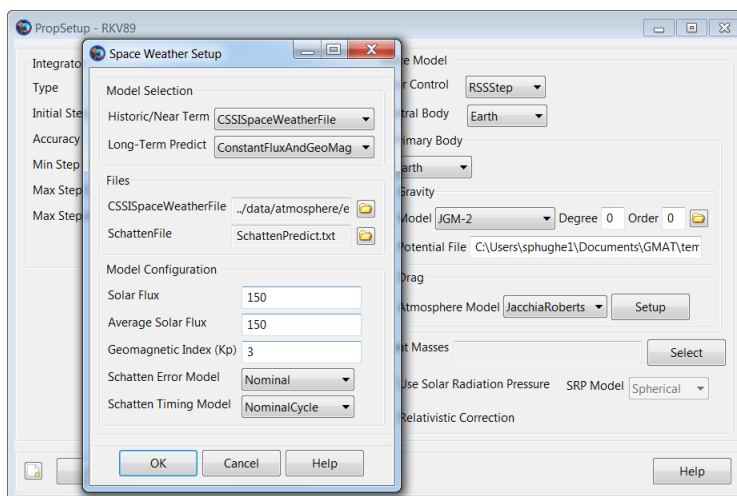 PropSetup - RKV89
Space Weather Setup
Model Selection
Historic/Near Term CSSISpaceWeatherFile
Long-Term Predict ConstantFluxAndGeoMag
Files
CSSISpaceWeatherFile ../data/atmosphere/e
SchattenFile SchattenPredict.txt
Model Configuration
Solar Flux 150
Average Solar Flux 150
Geomagnetic Index (Kp) 3
Schatten Error Model Nominal
Schatten Timing Model NominalCycle
OK Cancel Help
Integrato
Type
Initial Ste
Accuracy
Min Step
Max Step
Max Step
ce Model
r Control RSSStep
tral Body Earth
imary Body
arth
Gravity
Model JGM-2 Degree 0 Order 0
Potential File C:\Users\sphughe1\Documents\GMAT\tem
Drag
Atmosphere Model JacchiaRoberts Setup
t Masses Select
Use Solar Radiation Pressure SRP Model Spherical
Relativistic Correction
Help